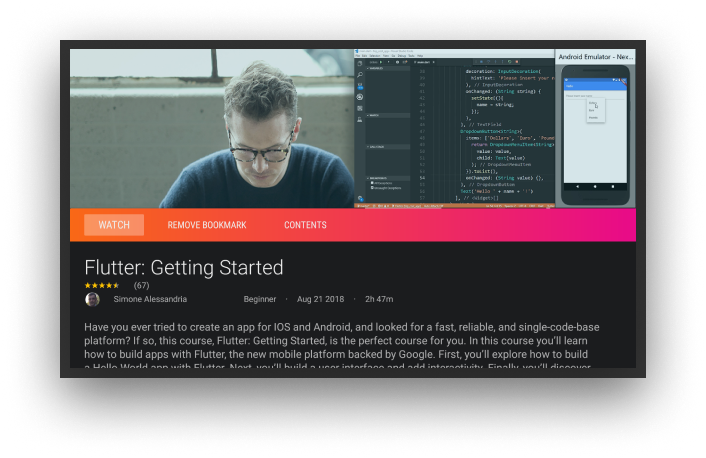 Android Emulator - Nex...
decoration: InputDecoration(
hintText: 'Please insert your
), // InputDecoration
onChanged: (String string) {
setState((){
name = string;
});
},
), // TextField
DropdownButton<String>(
items: ['Dollars', 'Euro', 'Pound
return DropdownMenuItem<String>
value: value,
child: Text(value)
); // DropdownMenuItem
}).toList(),
onChanged: (String value) {},
), // DropdownButton
Text('Hello ' + name + '!')
], // <Widget>[]
WATCH
REMOVE BOOKMARK
CONTENTS
Flutter: Getting Started
(67)
Simone Alessandria
Beginner · Aug 21 2018 · 2h 47m
Have you ever tried to create an app for IOS and Android, and looked for a fast, reliable, and single-code-base
platform? If so, this course, Flutter: Getting Started, is the perfect course for you. In this course you'll learn
how to build apps with Flutter, the new mobile platform backed by Google. First, you'll explore how to build
a Hello World app with Flutter. Next, you'll build a user interface and add interactivity. Finally, you'll discover